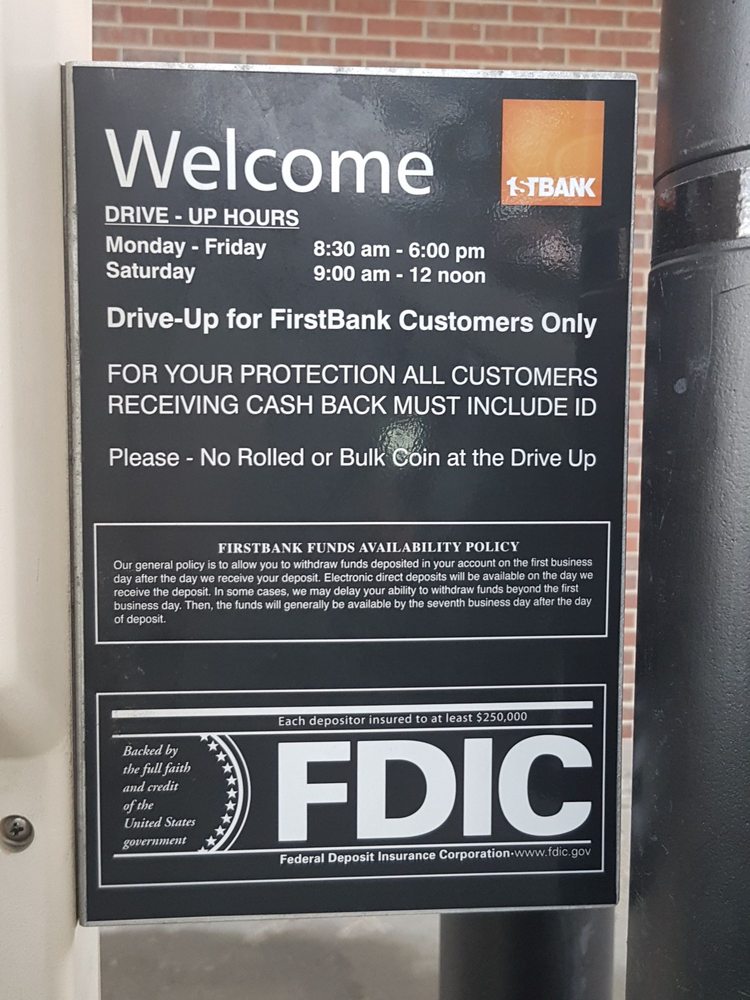 Welcome
1STBANK
DRIVE - UP HOURS
Monday - Friday 8:30 am - 6:00 pm
Saturday 9:00 am - 12 noon
Drive-Up for FirstBank Customers Only
FOR YOUR PROTECTION ALL CUSTOMERS
RECEIVING CASH BACK MUST INCLUDE ID
Please - No Rolled or Bulk Coin at the Drive Up
FIRSTBANK FUNDS AVAILABILITY POLICY
Our general policy is to allow you to withdraw funds deposited in your account on the first business
day after the day we receive your deposit. Electronic direct deposits will be available on the day we
receive the deposit. In some cases, we may delay your ability to withdraw funds beyond the first
business day. Then, the funds will generally be available by the seventh business day after the day
of deposit.
Each depositor insured to at least $250,000
Backed by
the full faith
and credit
of the
United States
government
FDIC
Federal Deposit Insurance Corporation·www.fdic.gov